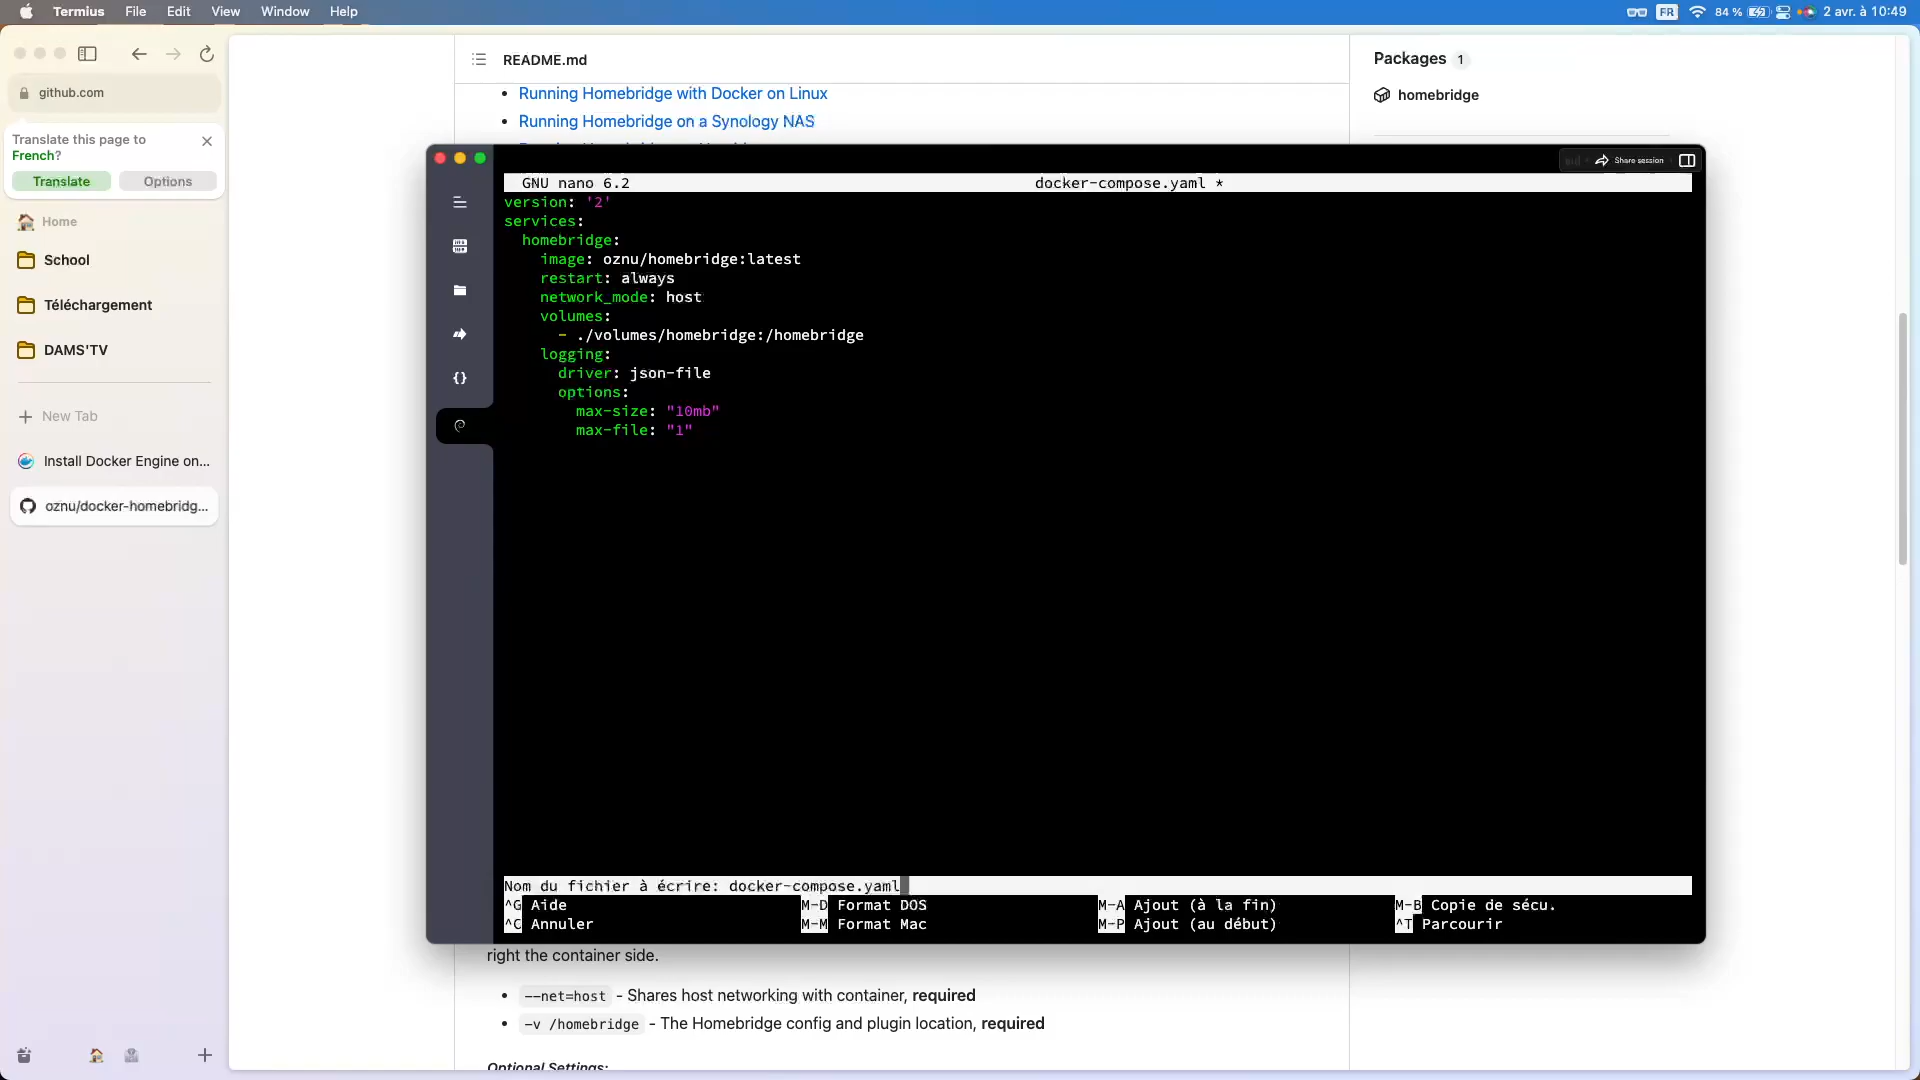 Termius File Edit View Window Help
FR 84 % 2 avr. à 10:49
github.com
Translate this page to
French?
Translate Options
Home
School
Téléchargement
DAMS'TV
New Tab
Install Docker Engine on...
oznu/docker-homebridg...
README.md
Running Homebridge with Docker on Linux
Running Homebridge on a Synology NAS
Packages 1
homebridge
Share session
GNU nano 6.2 docker-compose.yaml *
version: '2'
services:
homebridge:
image: oznu/homebridge:latest
restart: always
network_mode: host
volumes:
- ./volumes/homebridge:/homebridge
logging:
driver: json-file
options:
max-size: "10mb"
max-file: "1"
Nom du fichier à écrire: docker-compose.yaml
^G Aide M-D Format DOS M-A Ajout (à la fin) M-B Copie de sécu.
^C Annuler M-M Format Mac M-P Ajout (au début) ^T Parcourir
right the container side.
--net=host - Shares host networking with container, required
-v /homebridge - The Homebridge config and plugin location, required
Optional Settings: